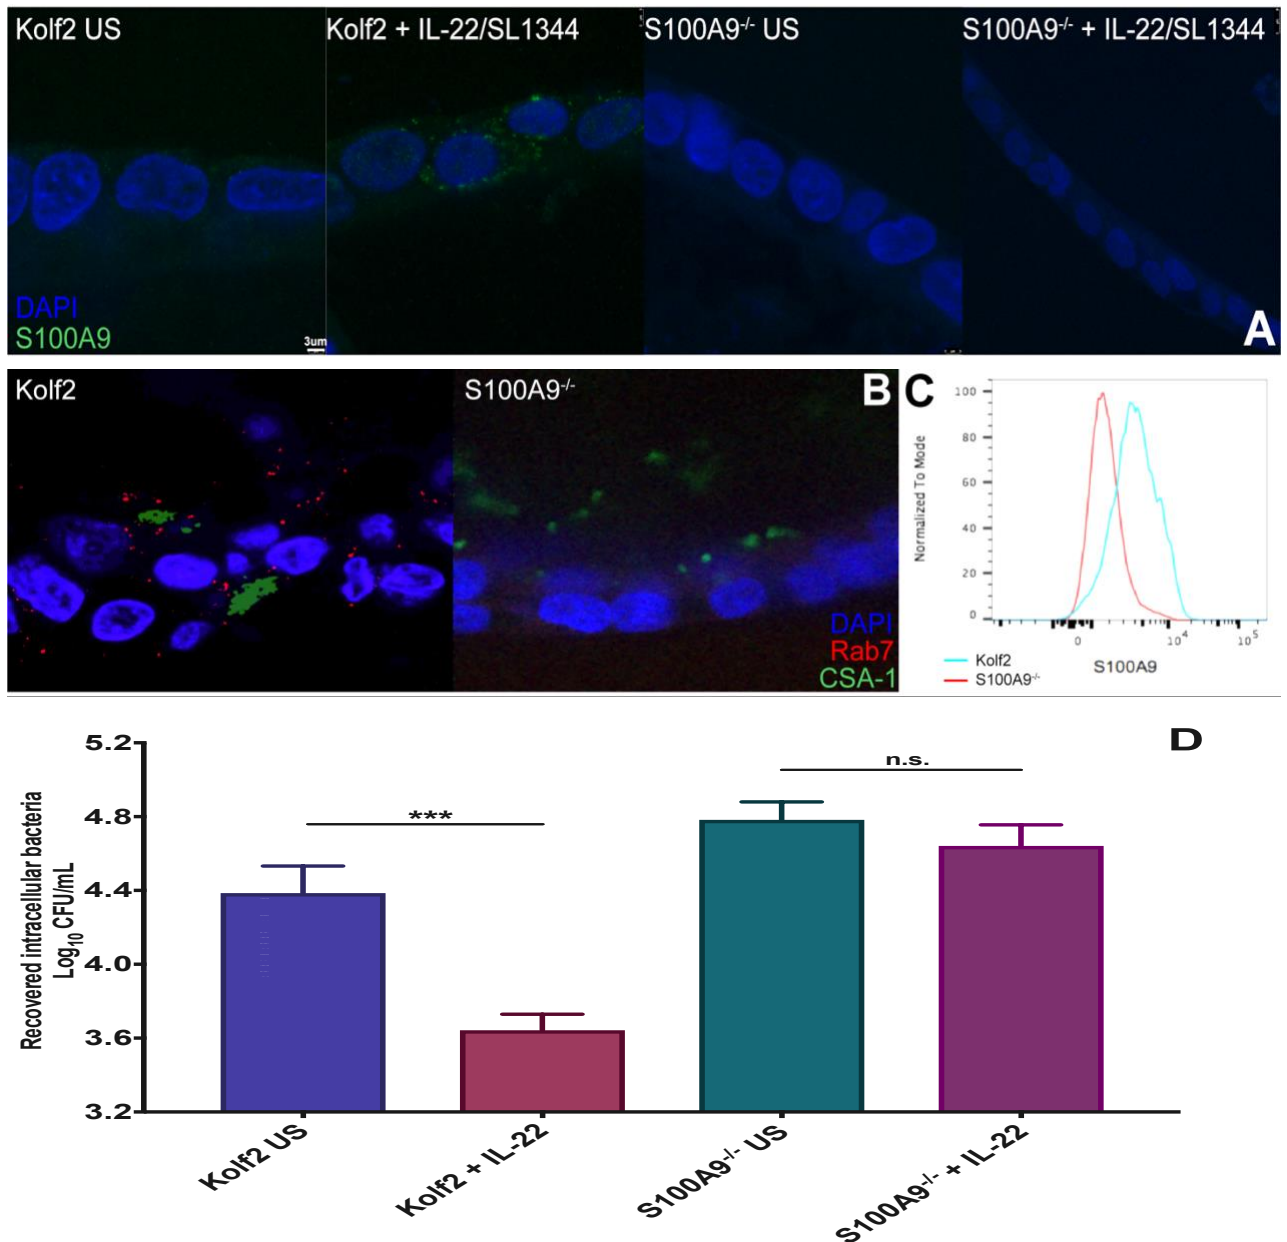 Kolf2 US
Kolf2 + IL-22/SL1344
S100A9-/- US
S100A9-/- + IL-22/SL1344
DAPI
S100A9
3um
A
Kolf2
S100A9-/-
B
DAPI
Rab7
CSA-1
C
Normalized To Mode
100
80
60
40
20
0
0
10^4
10^5
S100A9
Kolf2
S100A9-/-
D
Recovered intracellular bacteria
Log10 CFU/mL
5.2
4.8
4.4
4.0
3.6
3.2
***
n.s.
Kolf2 US
Kolf2 + IL-22
S100A9-/- US
S100A9-/- + IL-22